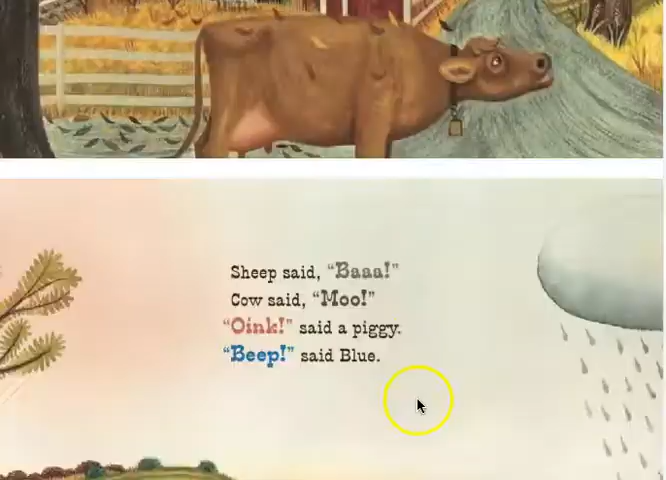 Sheep said, “Baaa!”
Cow said, “Moo!”
“Oink!” said a piggy.
“Beep!” said Blue.